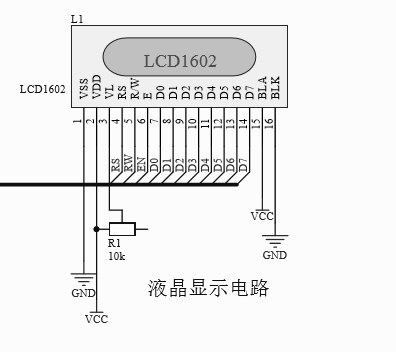 L1
LCD1602
LCD1602
VSS
VDD
VL
RS
R/W
E
D0
D1
D2
D3
D4
D5
D6
D7
BLA
BLK
1
2
3
4
5
6
7
8
9
10
11
12
13
14
15
16
RS
RW
EN
D0
D1
D2
D3
D4
D5
D6
D7
VCC
R1
10k
GND
GND
VCC
液晶显示电路